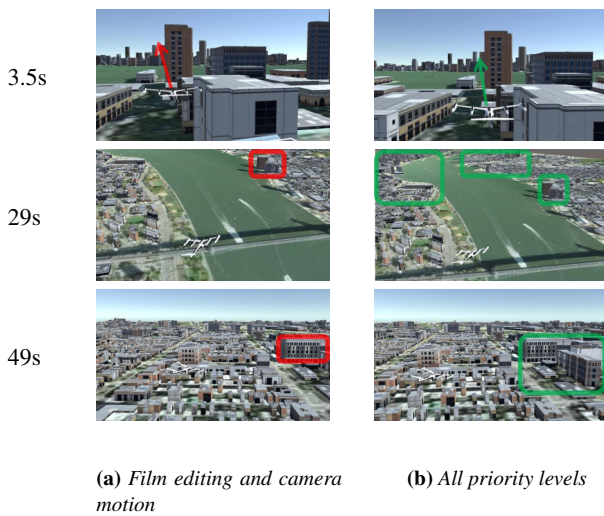 3.5s
29s
49s
(a) Film editing and camera
motion
(b) All priority levels